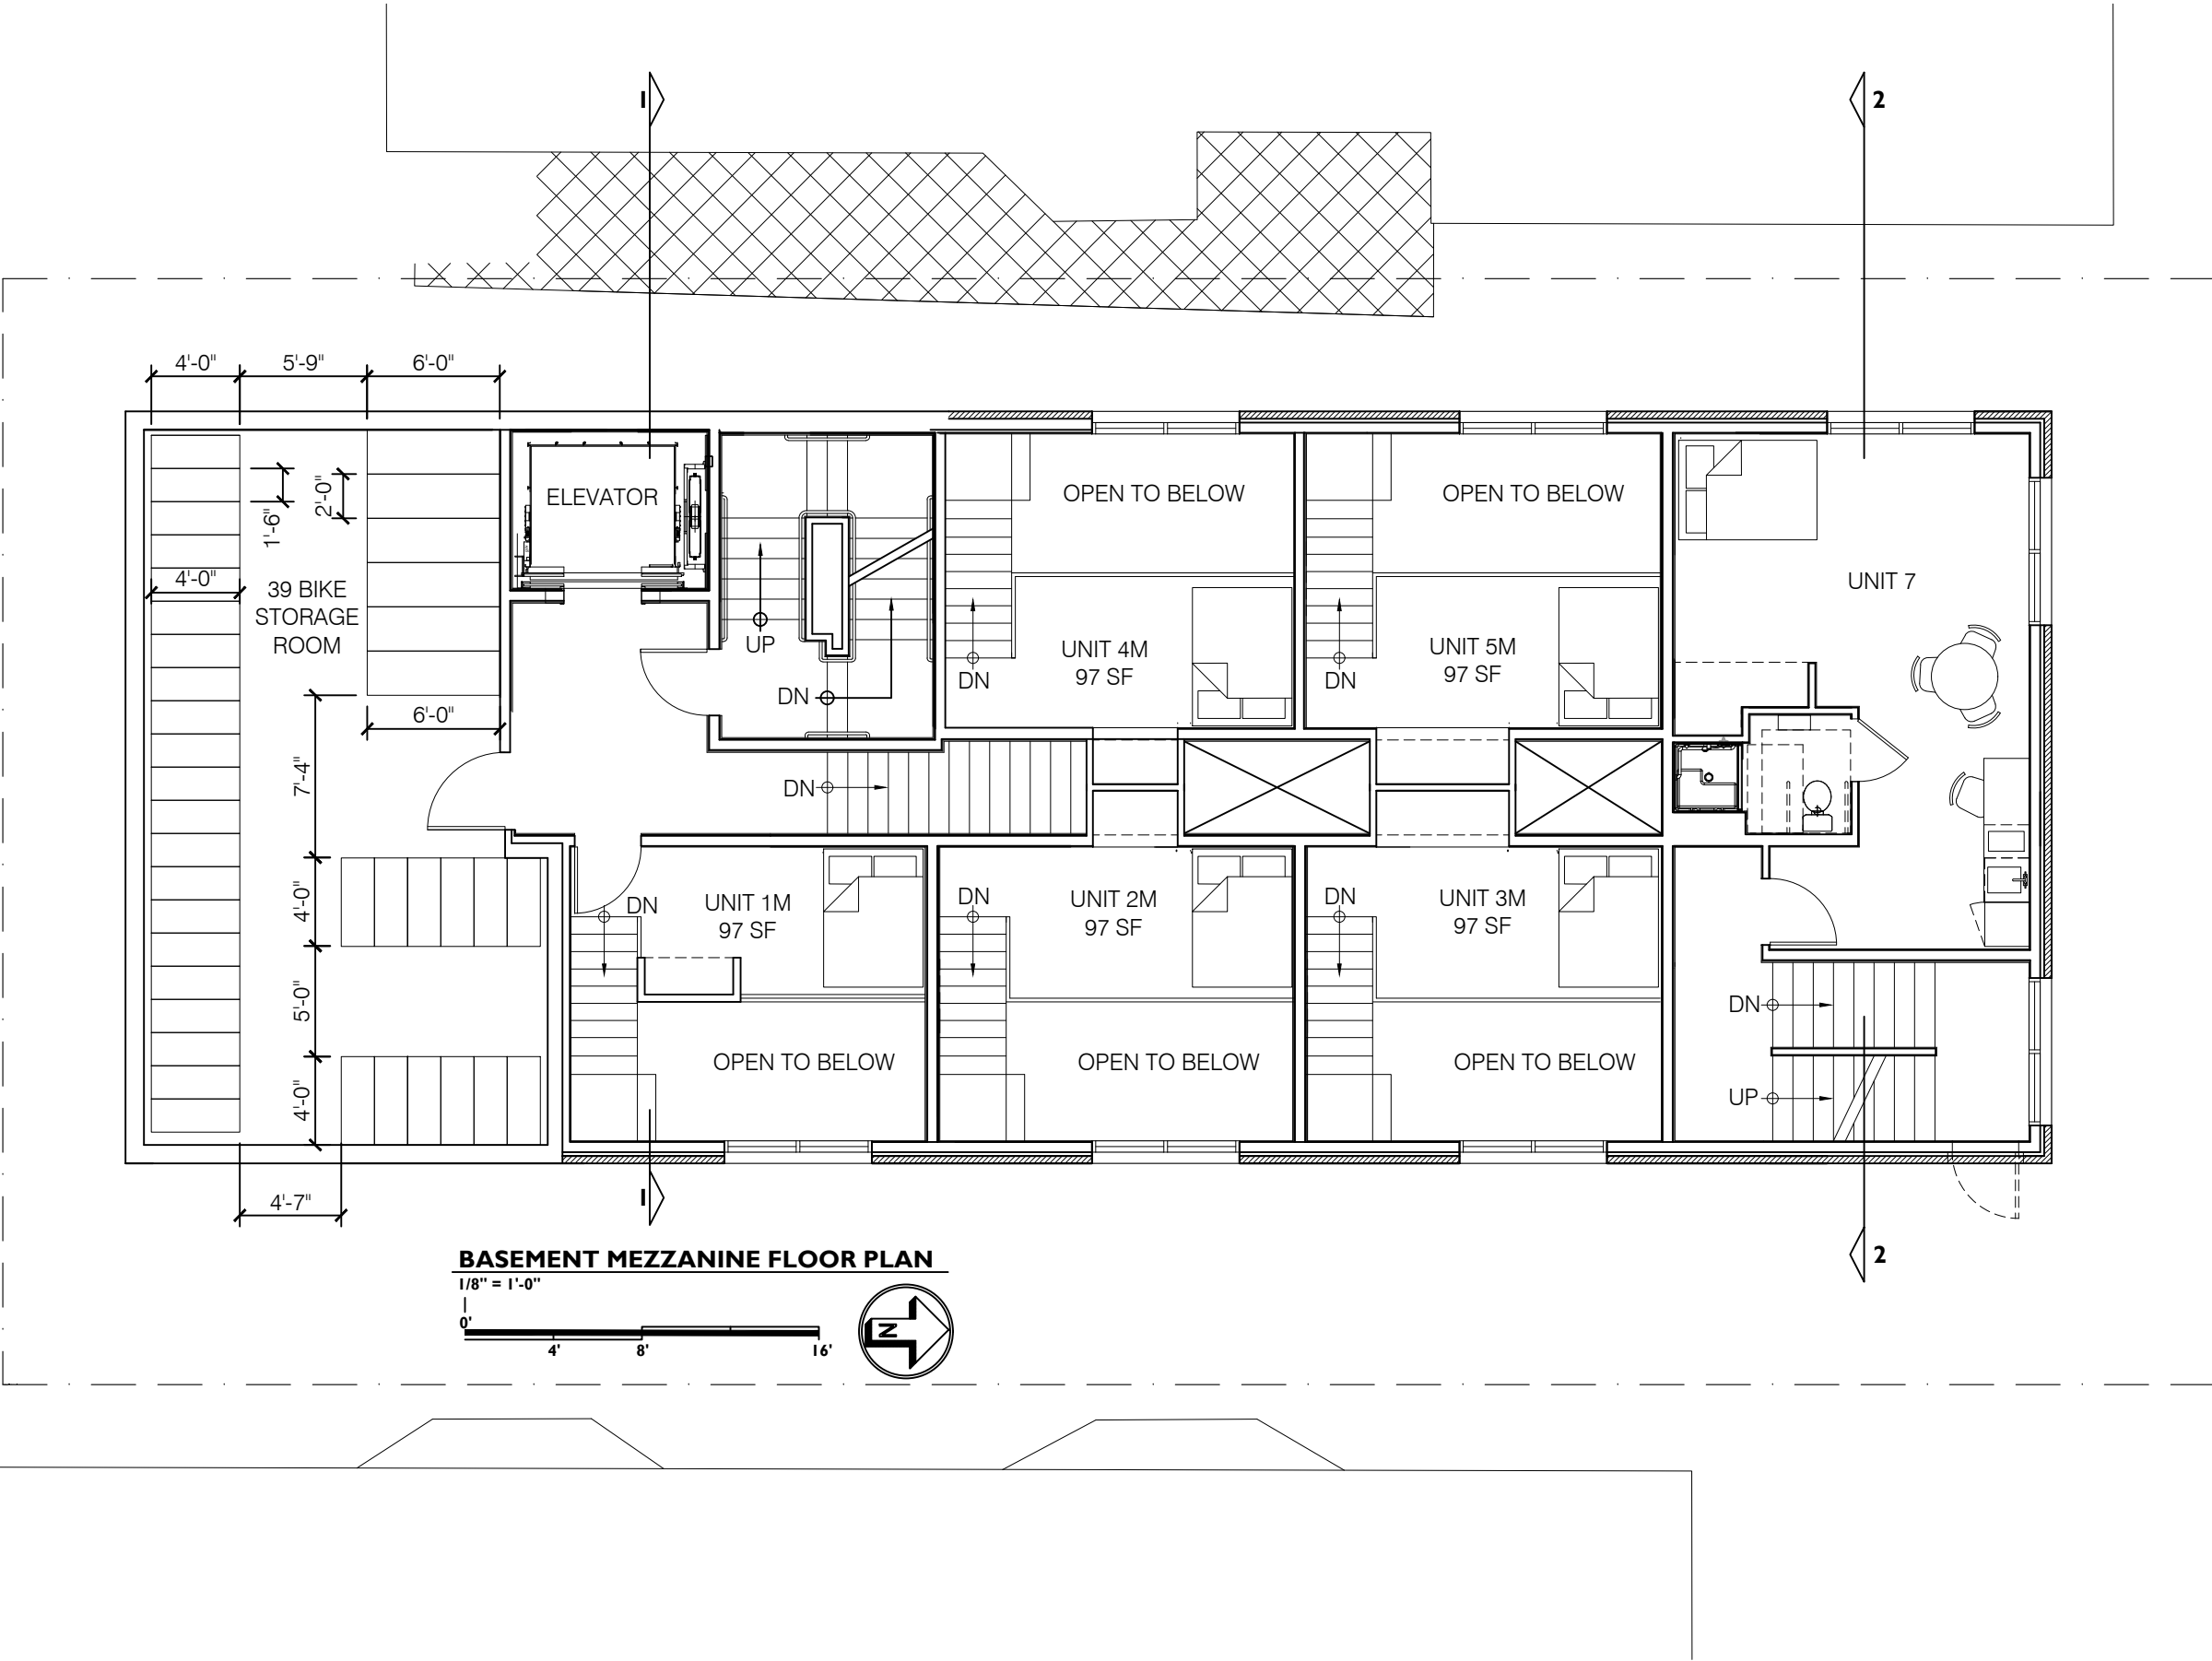 1
2
4'-0"
5'-9"
6'-0"
1'-6"
2'-0"
4'-0"
39 BIKE
STORAGE
ROOM
ELEVATOR
UP
DN
OPEN TO BELOW
OPEN TO BELOW
UNIT 7
UNIT 4M
97 SF
DN
UNIT 5M
97 SF
DN
6'-0"
7'-4"
DN
4'-0"
DN
UNIT 1M
97 SF
DN
UNIT 2M
97 SF
DN
UNIT 3M
97 SF
5'-0"
DN
4'-0"
OPEN TO BELOW
OPEN TO BELOW
OPEN TO BELOW
UP
4'-7"
1
2
BASEMENT MEZZANINE FLOOR PLAN
1/8" = 1'-0"
0'
4'
8'
16'
N